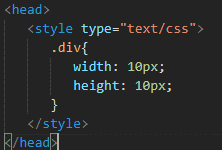 <head>
<style type="text/css">
.div{
width: 10px;
height: 10px;
}
</style>
</head>